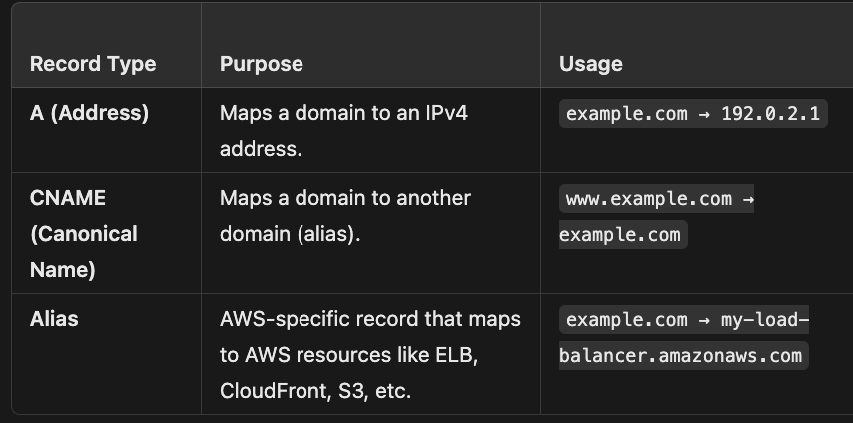 Record Type Purpose Usage
A (Address) Maps a domain to an IPv4 example.com → 192.0.2.1
address.
CNAME Maps a domain to another www.example.com →
(Canonical domain (alias). example.com
Name)
Alias AWS-specific record that maps example.com → my-load-
to AWS resources like ELB, balancer.amazonaws.com
CloudFront, S3, etc.